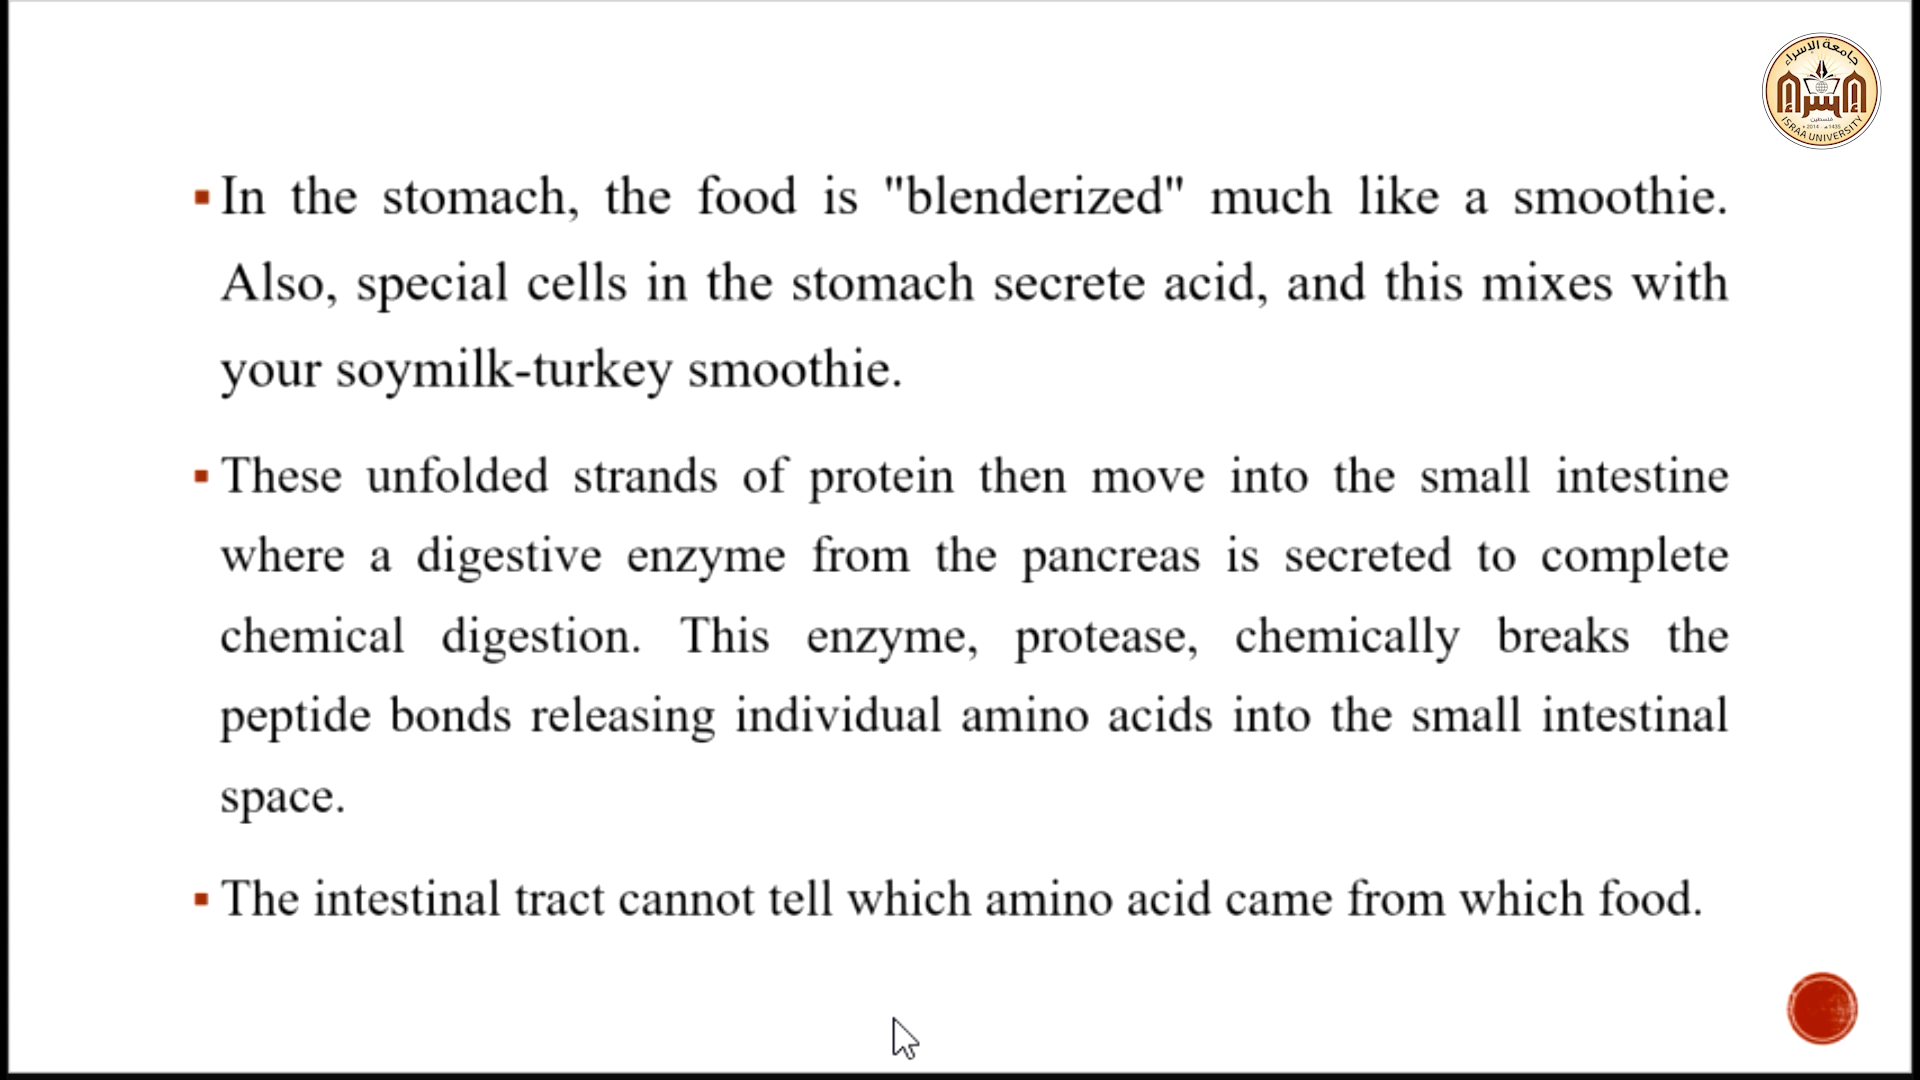 جامعة الإسراء
إسراء
فلسطين
ISRAA UNIVERSITY
In the stomach, the food is "blenderized" much like a smoothie.
Also, special cells in the stomach secrete acid, and this mixes with
your soymilk-turkey smoothie.
These unfolded strands of protein then move into the small intestine
where a digestive enzyme from the pancreas is secreted to complete
chemical digestion. This enzyme, protease, chemically breaks the
peptide bonds releasing individual amino acids into the small intestinal
space.
The intestinal tract cannot tell which amino acid came from which food.